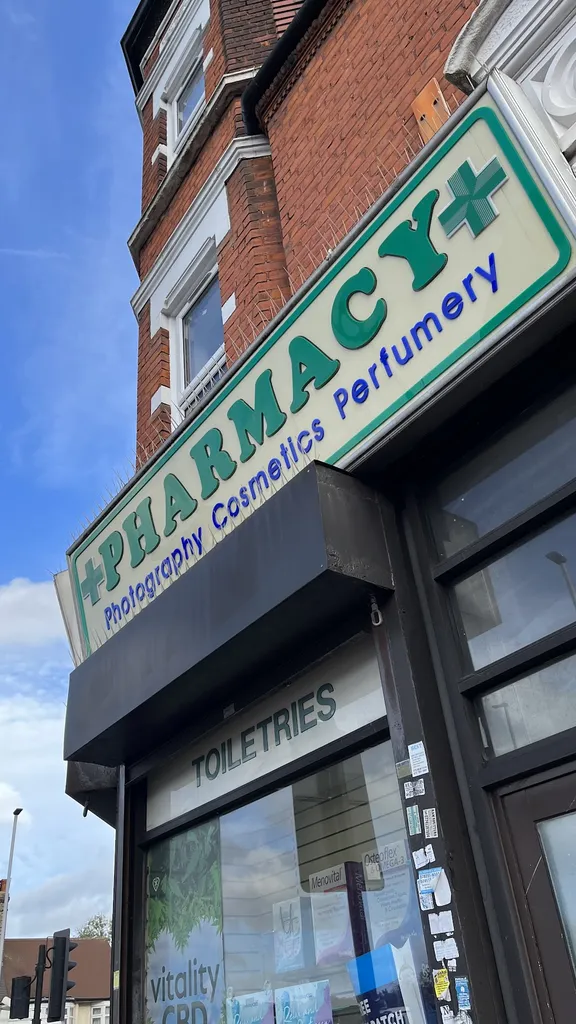 PHARMACY
Photography Cosmetics Perfumery
TOILETRIES
Menovital
Osteoflex
vitality
CBD